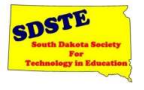 SDSTE
South Dakota Society
For
Technology in Education